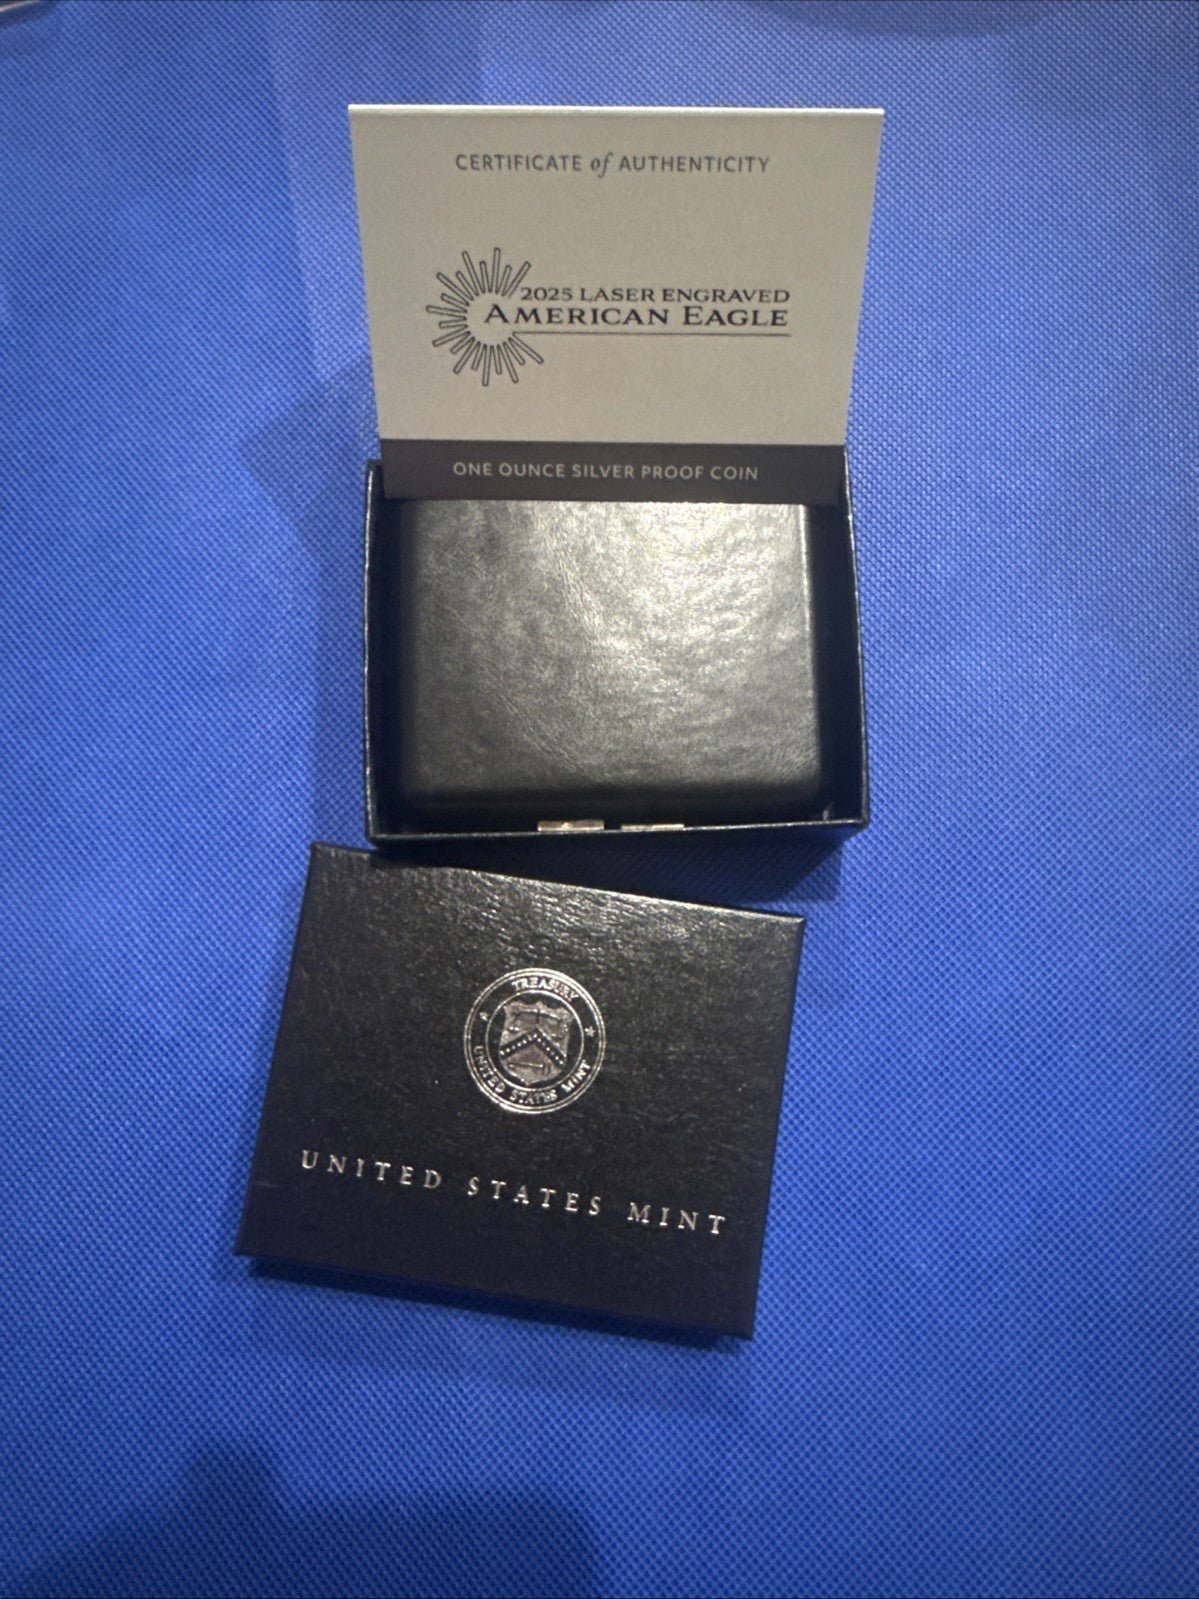 CERTIFICATE of AUTHENTICITY
2025 LASER ENGRAVED
AMERICAN EAGLE
ONE OUNCE SILVER PROOF COIN
TREASURY
UNITED STATES MINT
UNITED STATES MINT